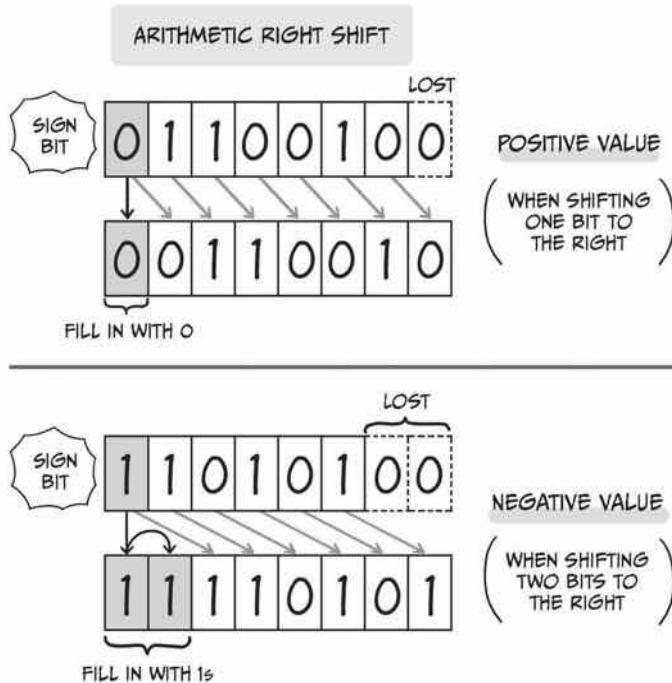 ARITHMETIC RIGHT SHIFT
LOST
SIGN
BIT
0 1 1 0 0 1 0 0
POSITIVE VALUE
(WHEN SHIFTING
ONE BIT TO
THE RIGHT)
0 0 1 1 0 0 1 0
FILL IN WITH 0
LOST
SIGN
BIT
1 1 0 1 0 1 0 0
NEGATIVE VALUE
(WHEN SHIFTING
TWO BITS TO
THE RIGHT)
1 1 1 1 0 1 0 1
FILL IN WITH 1s